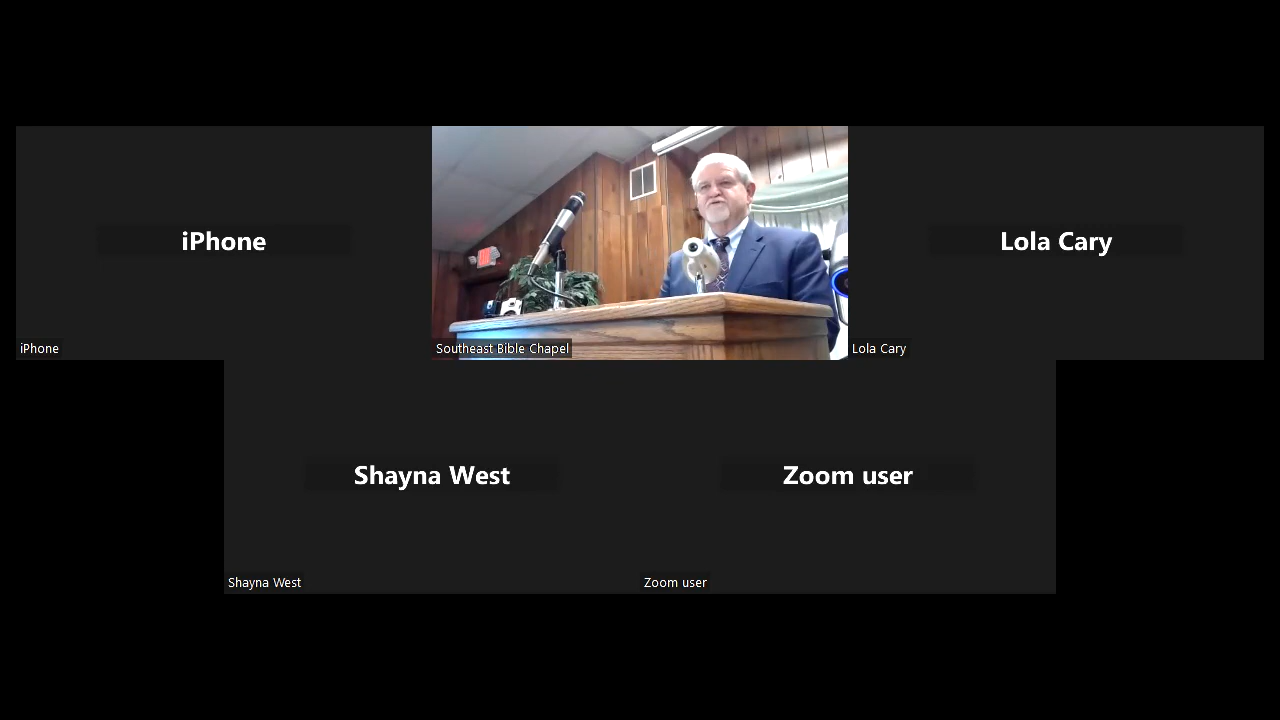 iPhone
iPhone
Southeast Bible Chapel
Lola Cary
Lola Cary
Shayna West
Shayna West
Zoom user
Zoom user